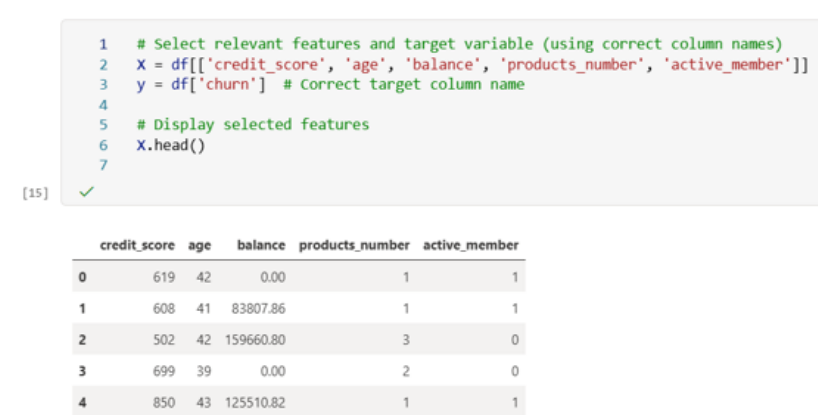 1 # Select relevant features and target variable (using correct column names)
2 X = df[['credit_score', 'age', 'balance', 'products_number', 'active_member']]
3 y = df['churn'] # Correct target column name
4
5 # Display selected features
6 X.head()
7
[15]
credit_score age balance products_number active_member
0 619 42 0.00 1 1
1 608 41 83807.86 1 1
2 502 42 159660.80 3 0
3 699 39 0.00 2 0
4 850 43 125510.82 1 1